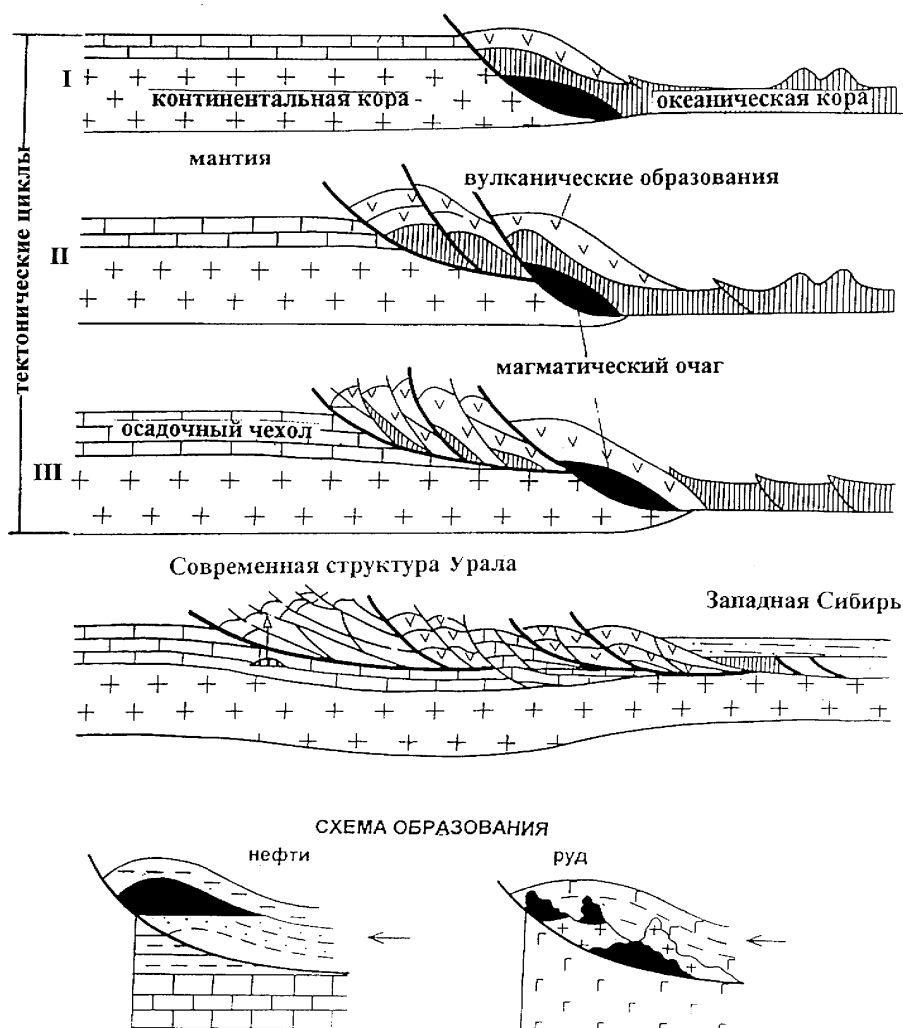 тектонические циклы
I
континентальная кора
океаническая кора
мантия
вулканические образования
II
магматический очаг
осадочный чехол
III
Современная структура Урала
Западная Сибирь
СХЕМА ОБРАЗОВАНИЯ
нефти
руд